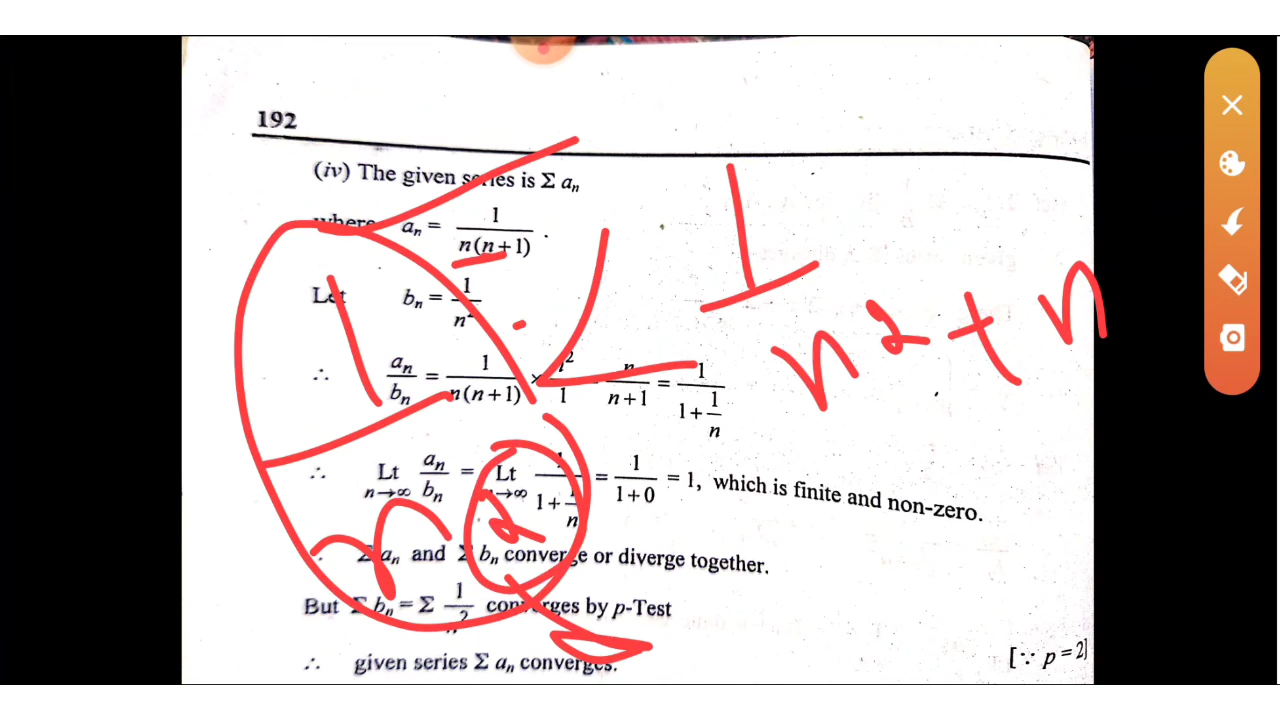 192
(iv) The given series is Σ aₙ
where aₙ = 1/n(n+1) .
Let bₙ = 1/n²
∴ aₙ/bₙ = 1/n(n+1) × n²/1 = n/n+1 = 1/1+1/n
∴ Lt n→∞ aₙ/bₙ = Lt n→∞ 1/1+1/n = 1/1+0 = 1, which is finite and non-zero.
∴ Σ aₙ and Σ bₙ converge or diverge together.
But Σ bₙ = Σ 1/n² converges by p-Test
[∵ p = 2]
∴ given series Σ aₙ converges.
1
n2 + n
1
n 2